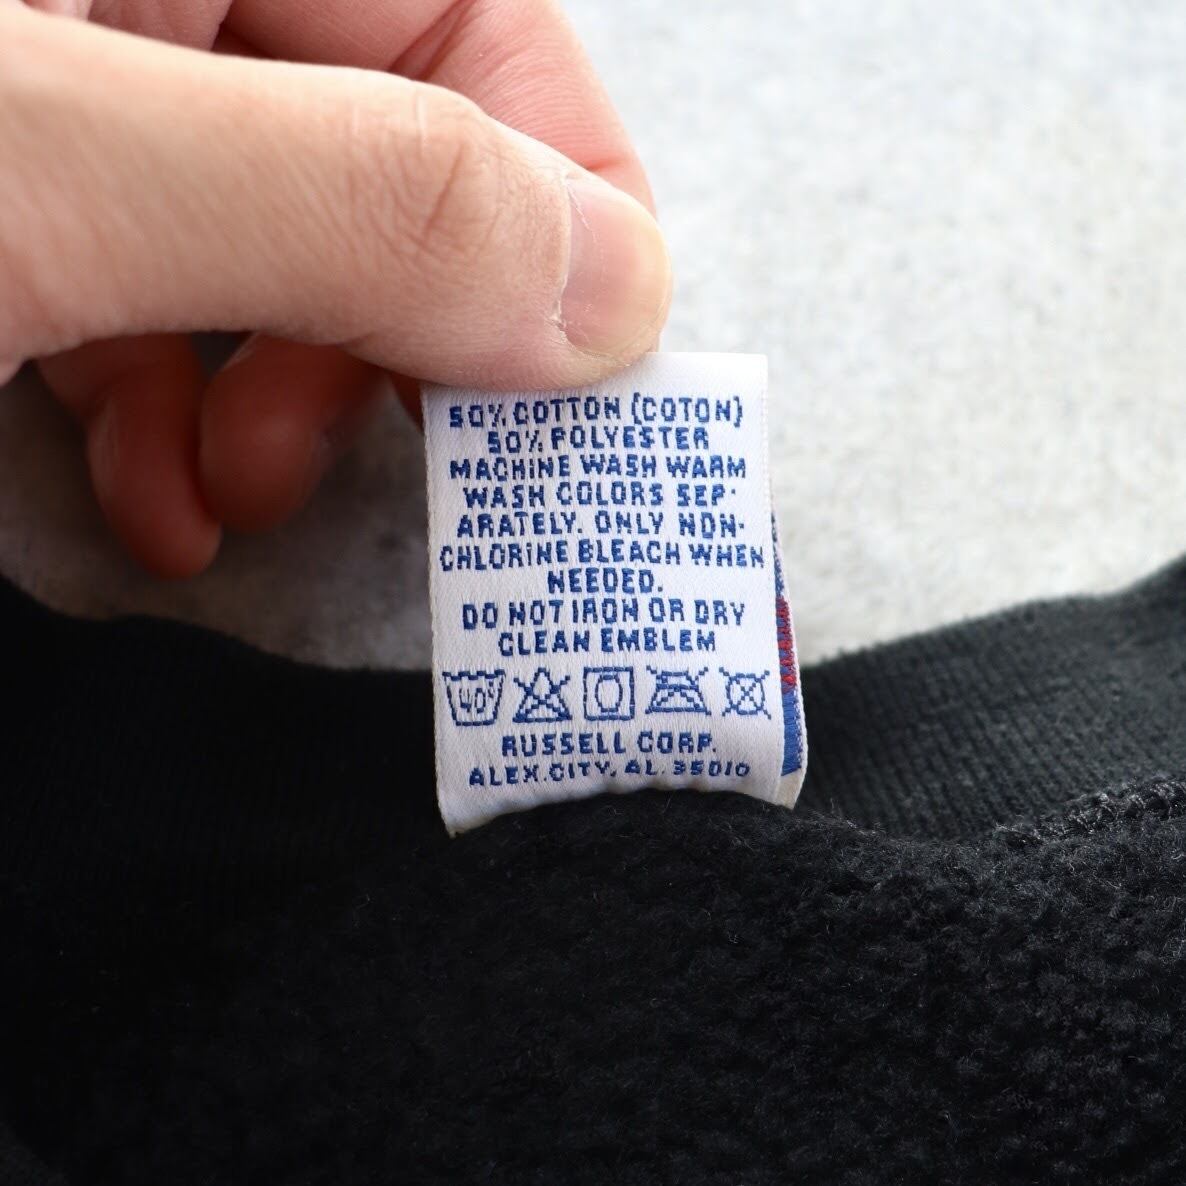 50% COTTON (COTON)
50% POLYESTER
MACHINE WASH WARM
WASH COLORS SEP-
ARATELY. ONLY NON-
CHLORINE BLEACH WHEN
NEEDED.
DO NOT IRON OR DRY
CLEAN EMBLEM
40°
RUSSELL CORP.
ALEX.CITY, AL. 35010